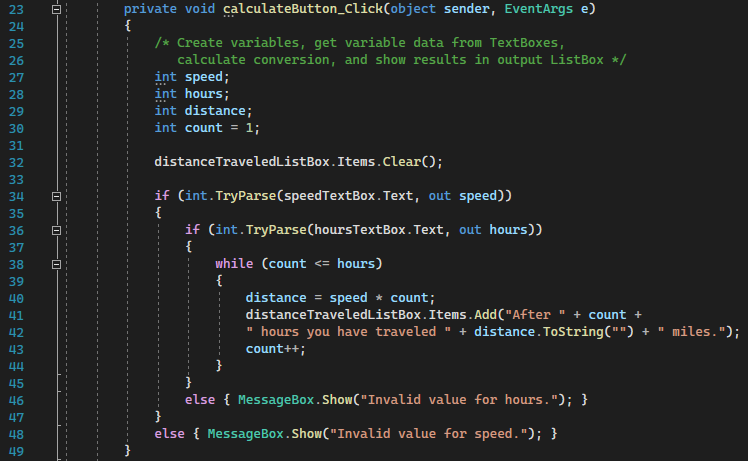 23 private void calculateButton_Click(object sender, EventArgs e)
24 {
25 /* Create variables, get variable data from TextBoxes,
26 calculate conversion, and show results in output ListBox */
27 int speed;
28 int hours;
29 int distance;
30 int count = 1;
31
32 distanceTraveledListBox.Items.Clear();
33
34 if (int.TryParse(speedTextBox.Text, out speed))
35 {
36 if (int.TryParse(hoursTextBox.Text, out hours))
37 {
38 while (count <= hours)
39 {
40 distance = speed * count;
41 distanceTraveledListBox.Items.Add("After " + count +
42 " hours you have traveled " + distance.ToString("") + " miles.");
43 count++;
44 }
45 }
46 else { MessageBox.Show("Invalid value for hours."); }
47 }
48 else { MessageBox.Show("Invalid value for speed."); }
49 }